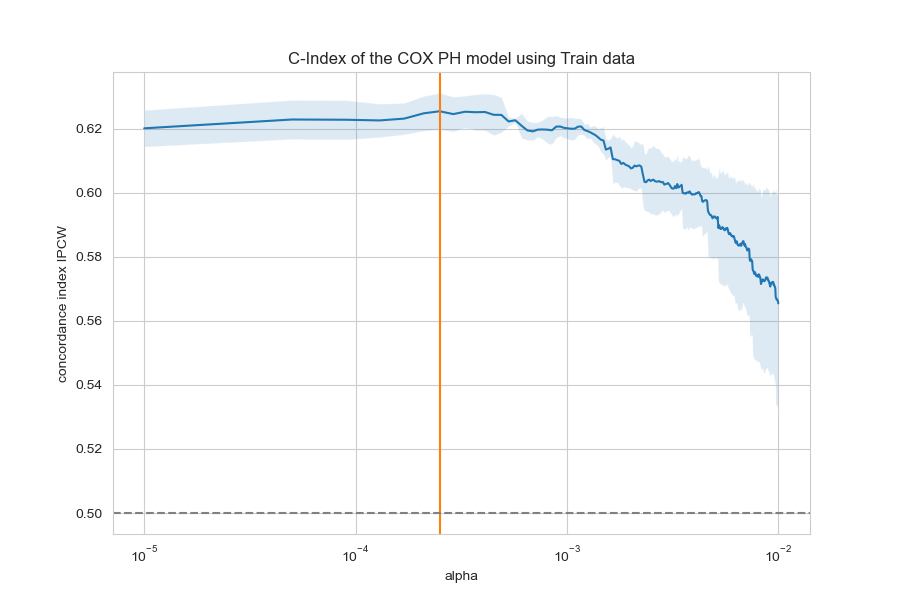 C-Index of the COX PH model using Train data
concordance index IPCW
0.62
0.60
0.58
0.56
0.54
0.52
0.50
10⁻⁵ 10⁻⁴ 10⁻³ 10⁻²
alpha